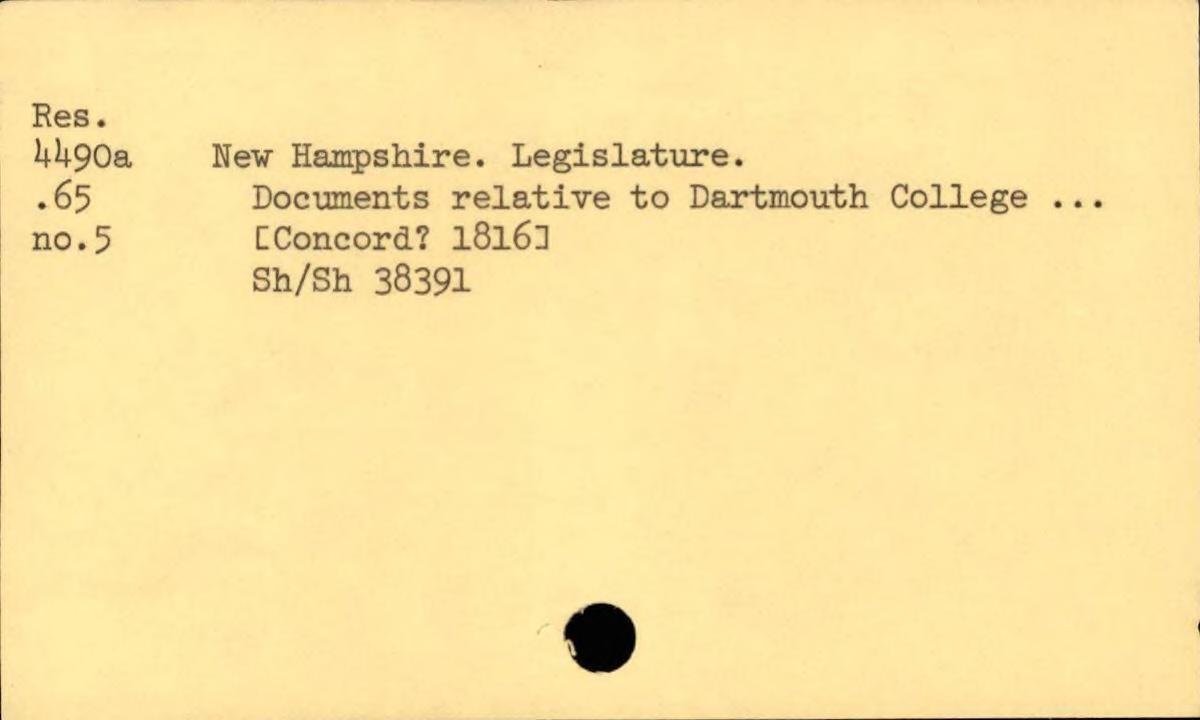 Res.
4490a New Hampshire. Legislature.
.65 Documents relative to Dartmouth College ...
no.5 [Concord? 1816]
Sh/Sh 38391